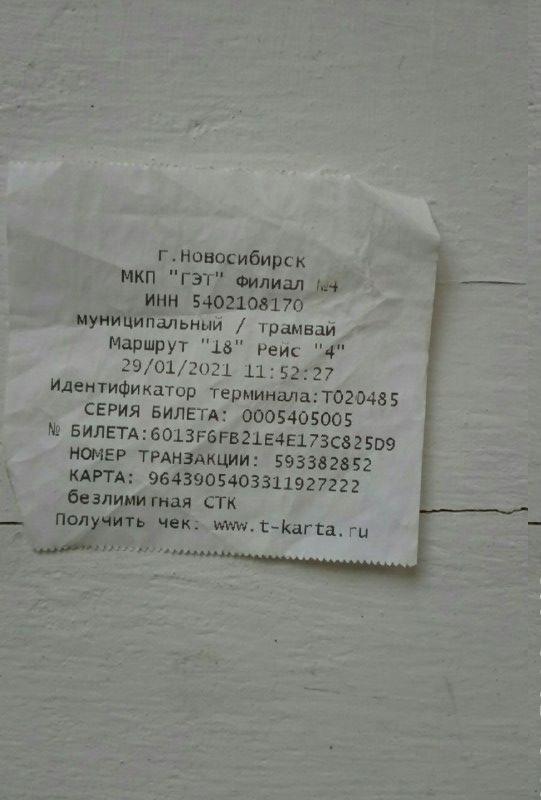 г.Новосибирск
МКП "ГЭТ" Филиал №4
ИНН 5402108170
муниципальный / трамвай
Маршрут "18" Рейс "4"
29/01/2021 11:52:27
Идентификатор терминала:Т020485
СЕРИЯ БИЛЕТА: 0005405005
№ БИЛЕТА:6013F6FB21E4E173C825D9
НОМЕР ТРАНЗАКЦИИ: 593382852
КАРТА: 9643905403311927222
безлимитная СТК
Получить чек: www.t-karta.ru